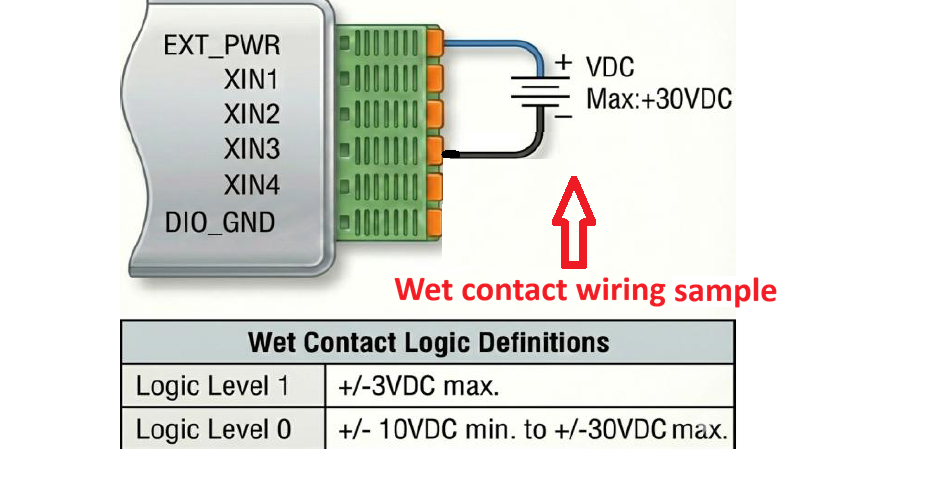 EXT_PWR
XIN1
XIN2
XIN3
XIN4
DIO_GND
+ VDC
Max:+30VDC
−
Wet contact wiring sample
Wet Contact Logic Definitions
Logic Level 1 +/-3VDC max.
Logic Level 0 +/- 10VDC min. to +/-30VDC max.